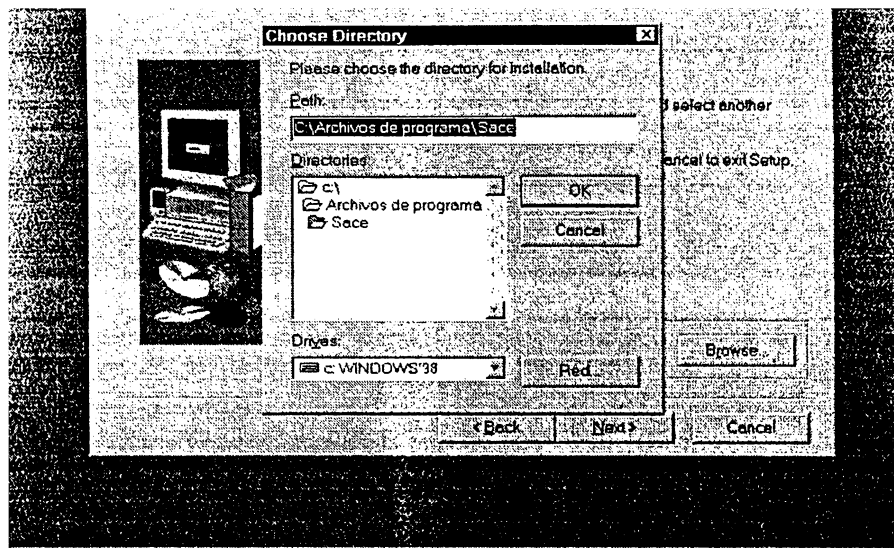 Choose Directory
Please choose the directory for installation.
Path:
C:\Archivos de programa\Sace
Directories:
c:\
Archivos de programa
Sace
OK
Cancel
Drives:
c: WINDOWS'98
Red...
select another
ancel to exit Setup.
Browse...
< Back
Next >
Cancel